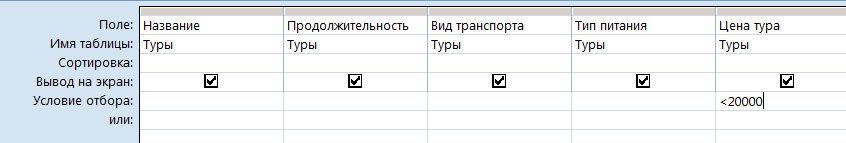 Поле: Название Продолжительность Вид транспорта Тип питания Цена тура
Имя таблицы: Туры Туры Туры Туры Туры
Сортировка:
Вывод на экран:
Условие отбора: <20000
или: